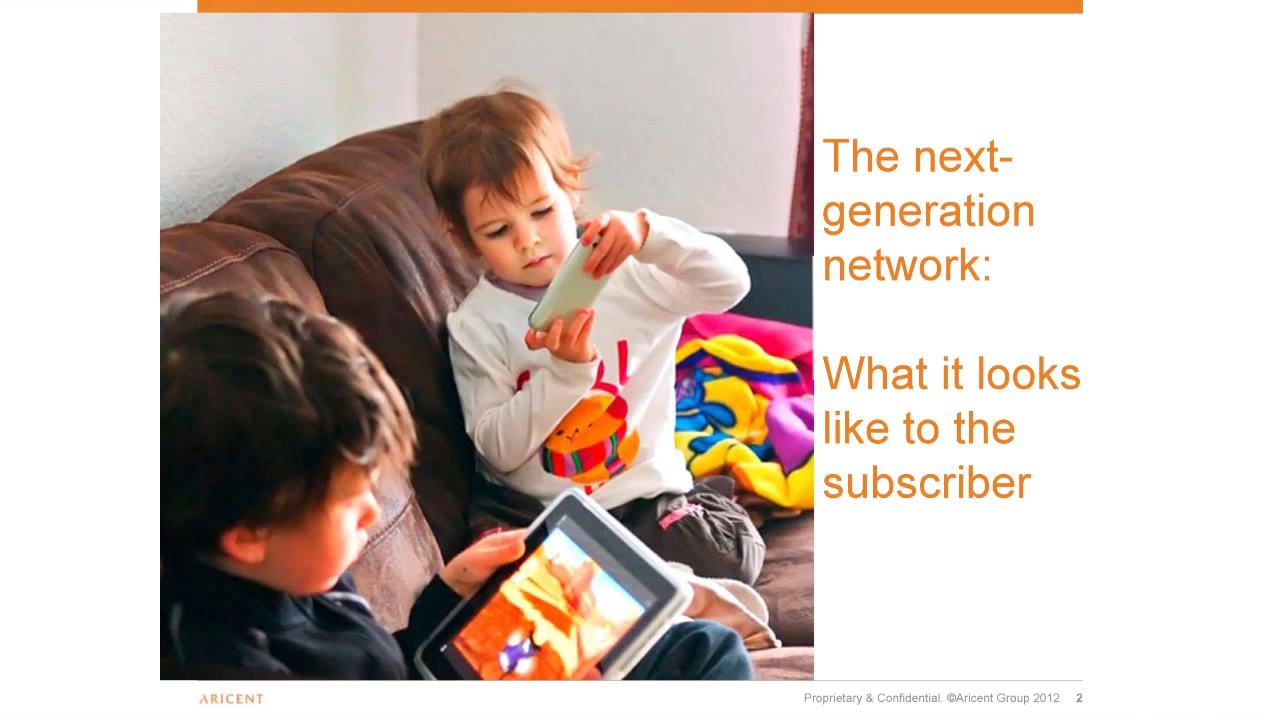 The next-
generation
network:
What it looks
like to the
subscriber
ARICENT
Proprietary & Confidential. ©Aricent Group 2012 2